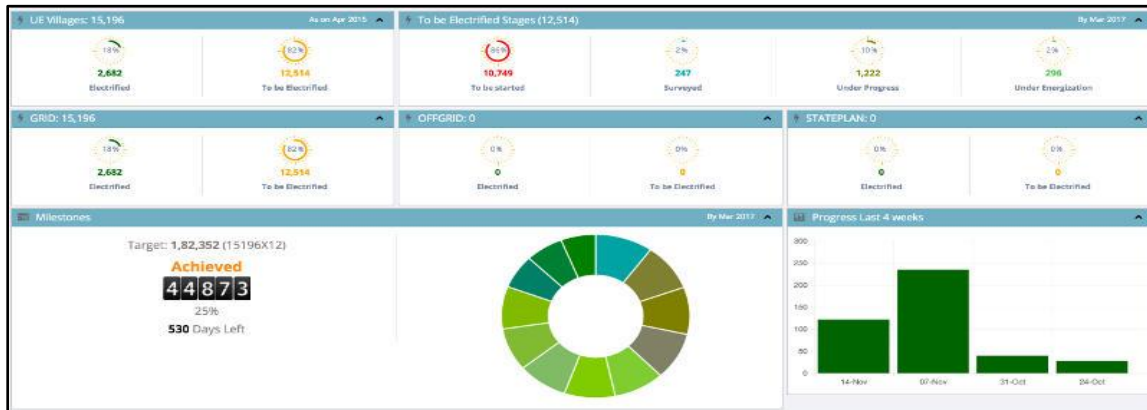 UE Villages: 15,196 As on Apr 2015
18% 82%
2,682 12,514
Electrified To be Electrified
To be Electrified Stages (12,514) By Mar 2017
86% 2% 10% 2%
10,749 247 1,222 296
To be started Surveyed Under Progress Under Energization
GRID: 15,196
18% 82%
2,682 12,514
Electrified To be Electrified
OFFGRID: 0
0% 0%
0 0
Electrified To be Electrified
STATEPLAN: 0
0% 0%
0 0
Electrified To be Electrified
Milestones By Mar 2017
Target: 1,82,352 (15196X12)
Achieved
44873
25%
530 Days Left
Progress Last 4 weeks
300
250
200
150
100
50
0
14-Nov 07-Nov 31-Oct 24-Oct